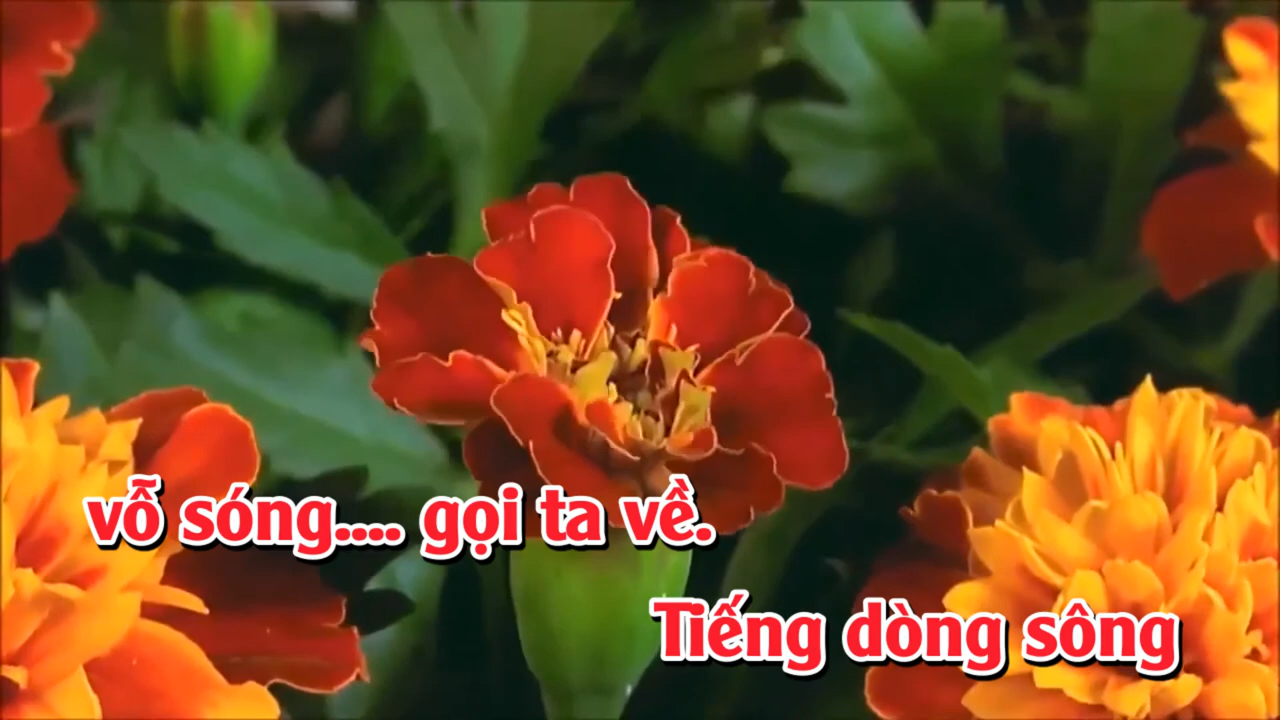 vỗ sóng.... gọi ta về.
Tiếng dòng sông